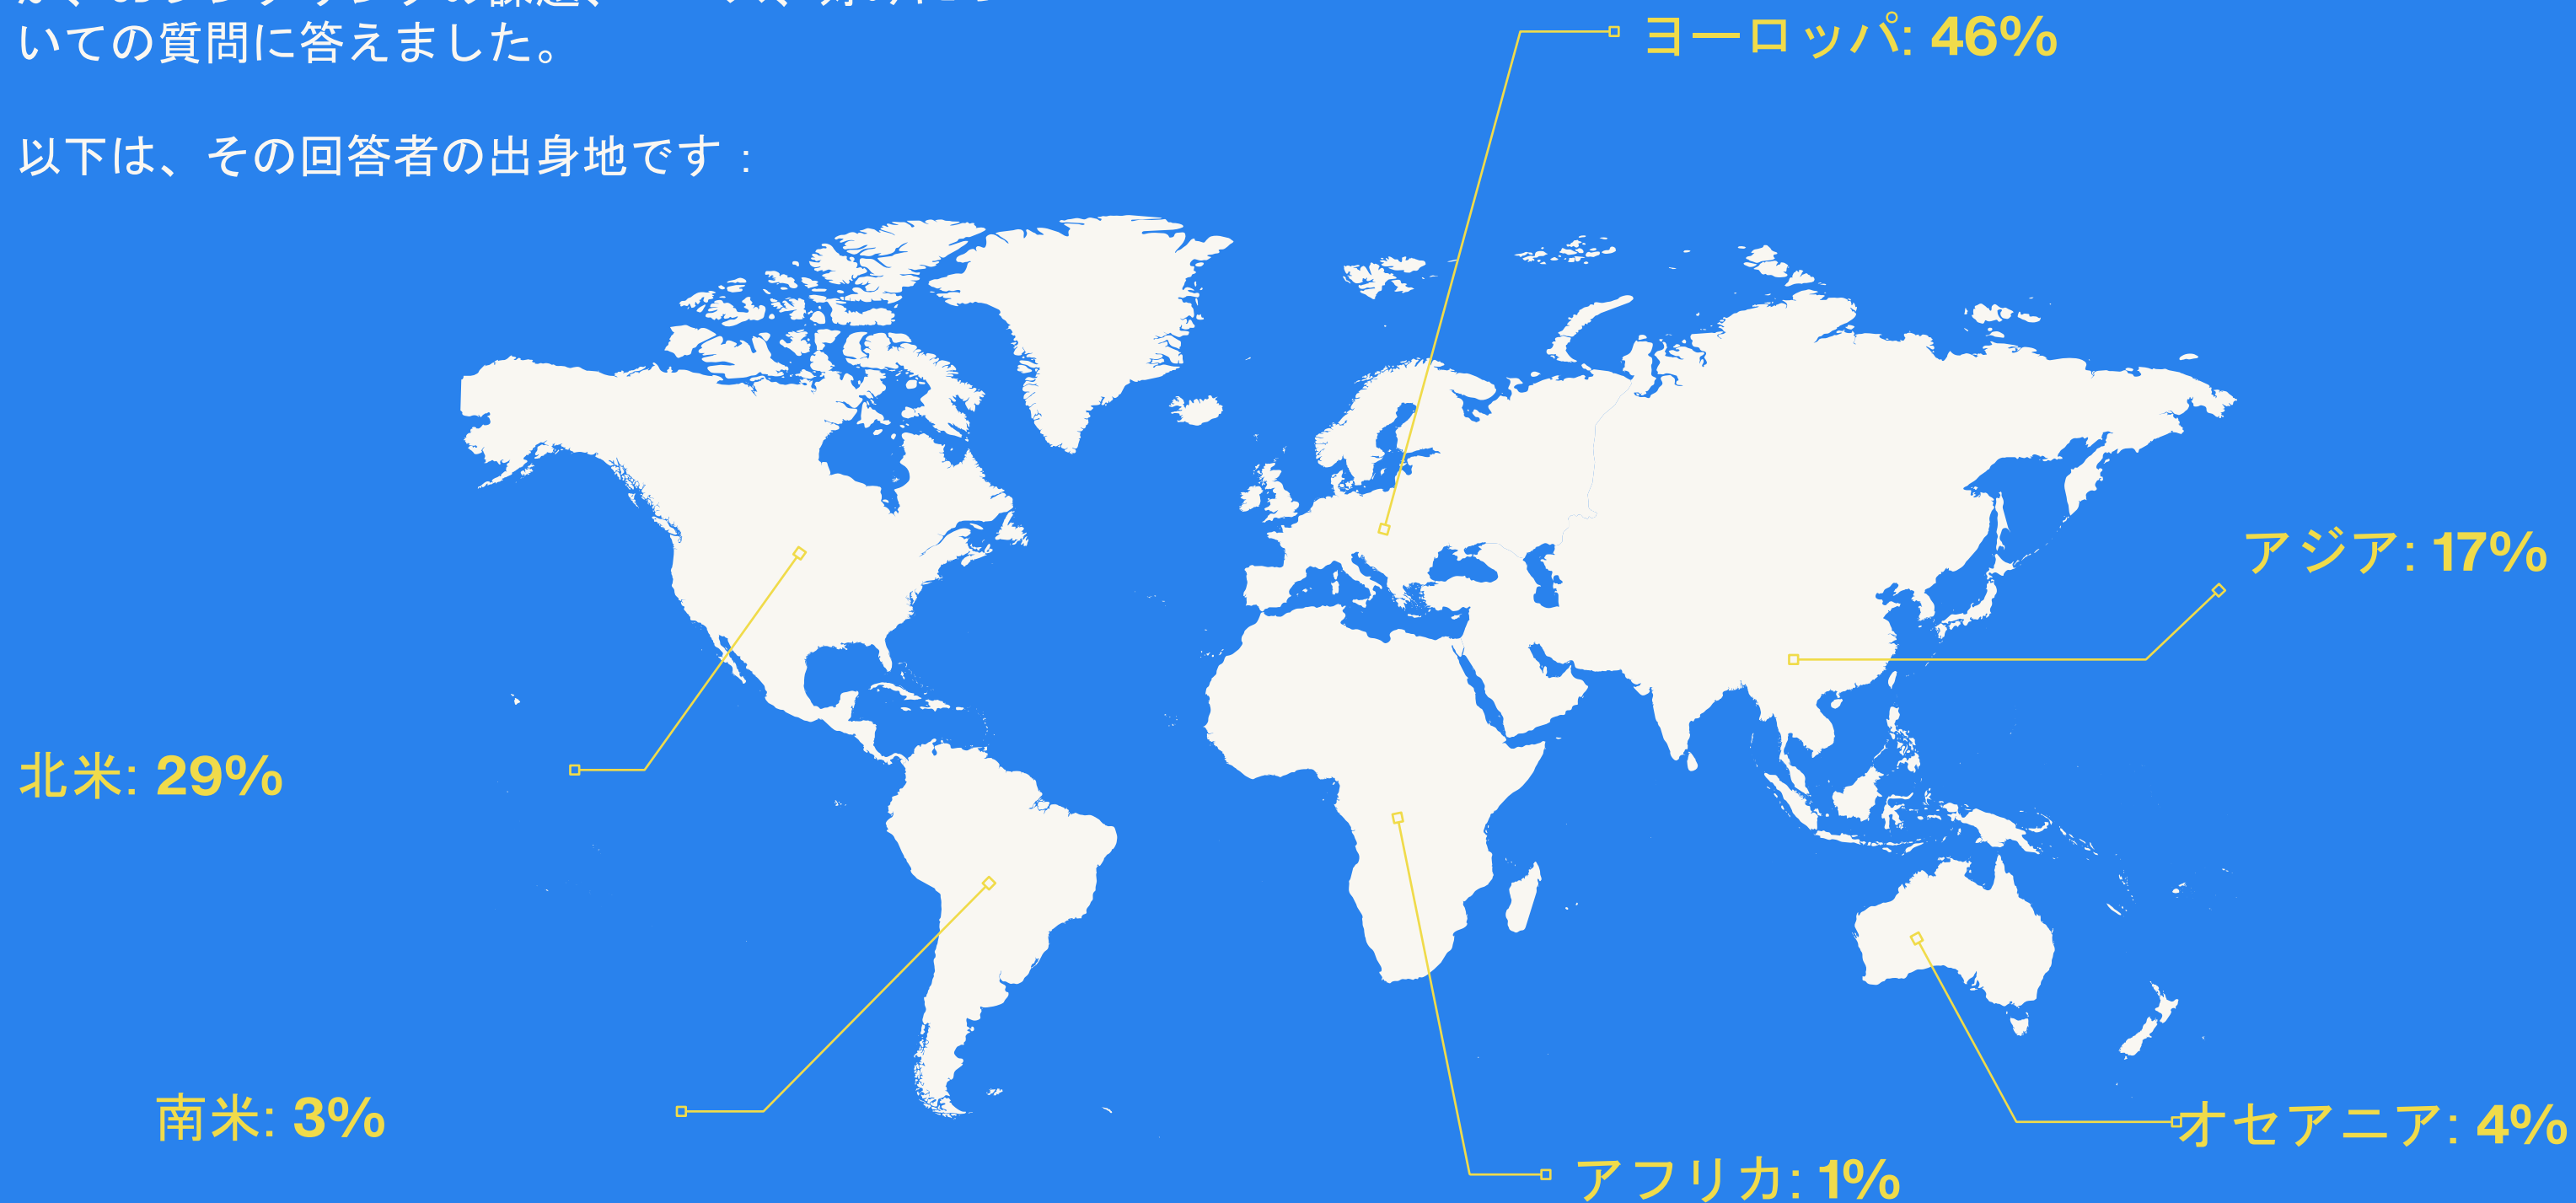 いての質問に答えました。
以下は、その回答者の出身地です：
ヨーロッパ: 46%
アジア: 17%
北米: 29%
南米: 3%
オセアニア: 4%
アフリカ: 1%